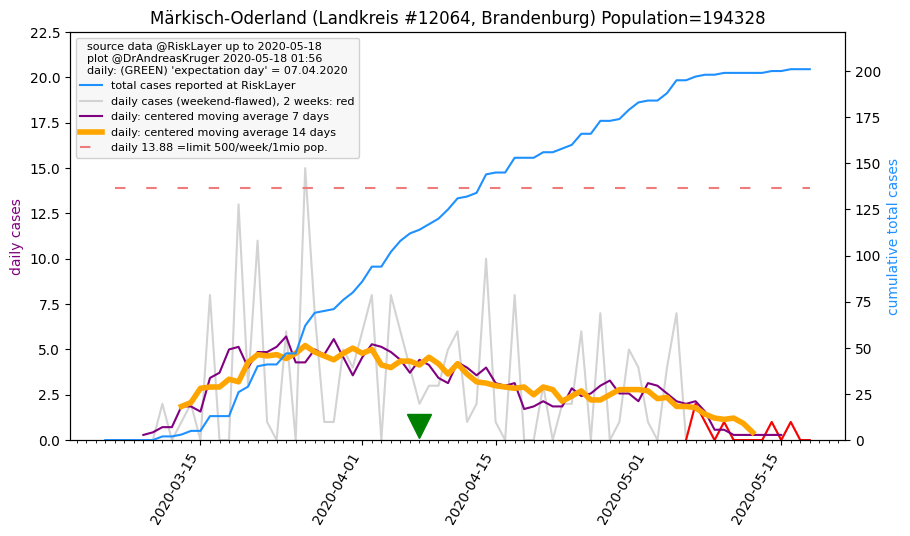 Märkisch-Oderland (Landkreis #12064, Brandenburg) Population=194328
source data @RiskLayer up to 2020-05-18
plot @DrAndreasKruger 2020-05-18 01:56
daily: (GREEN) 'expectation day' = 07.04.2020
total cases reported at RiskLayer
daily cases (weekend-flawed), 2 weeks: red
daily: centered moving average 7 days
daily: centered moving average 14 days
daily 13.88 =limit 500/week/1mio pop.
daily cases
22.5
20.0
17.5
15.0
12.5
10.0
7.5
5.0
2.5
0.0
cumulative total cases
200
175
150
125
100
75
50
25
0
2020-03-15
2020-04-01
2020-04-15
2020-05-01
2020-05-15